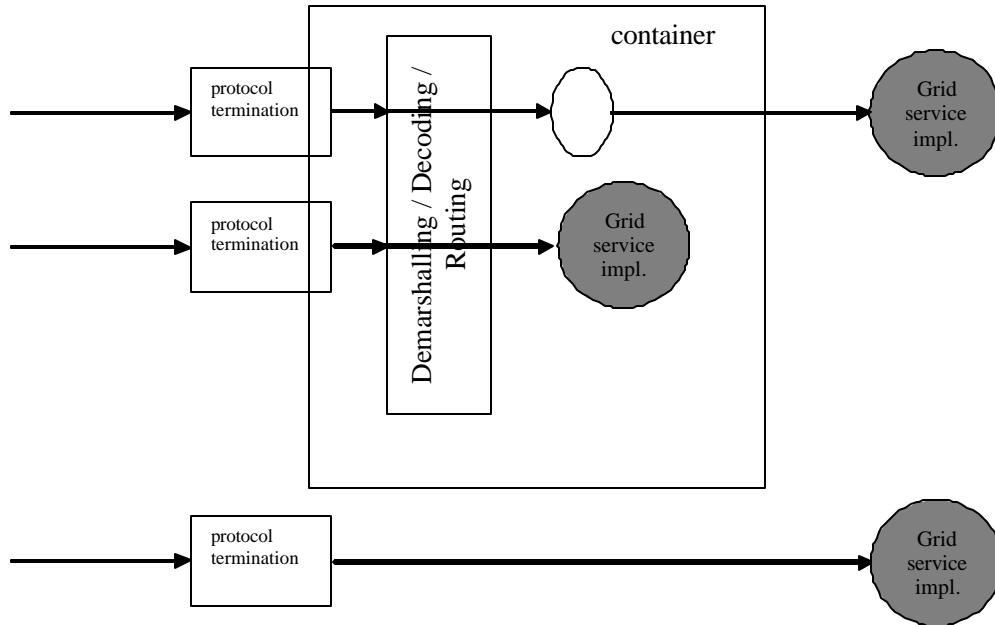 container
protocol
termination
Grid
service
impl.
Demarshalling / Decoding /
Routing
protocol
termination
Grid
service
impl.
protocol
termination
Grid
service
impl.